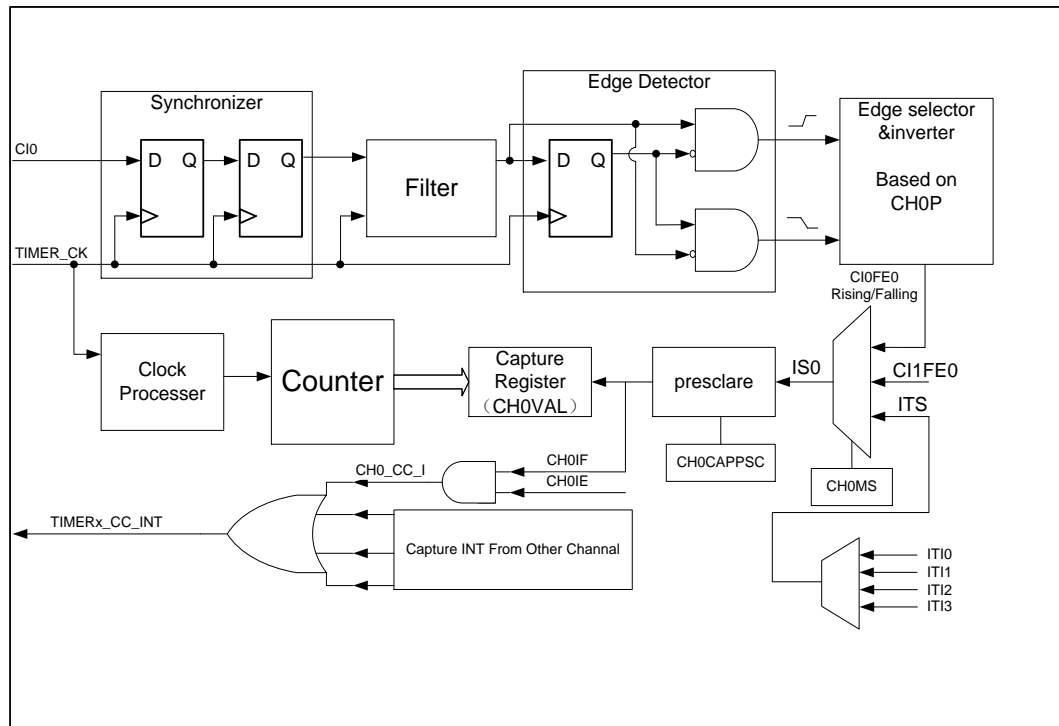 Synchronizer
Edge Detector
CI0
D Q
D Q
Filter
D Q
Edge selector
&inverter
Based on
CH0P
TIMER_CK
CI0FE0
Rising/Falling
Clock
Processer
Counter
Capture
Register
（CH0VAL）
presclare
IS0
CI1FE0
ITS
CH0CAPPSC
CH0MS
CH0IF
CH0_CC_I
CH0IE
TIMERx_CC_INT
Capture INT From Other Channal
ITI0
ITI1
ITI2
ITI3